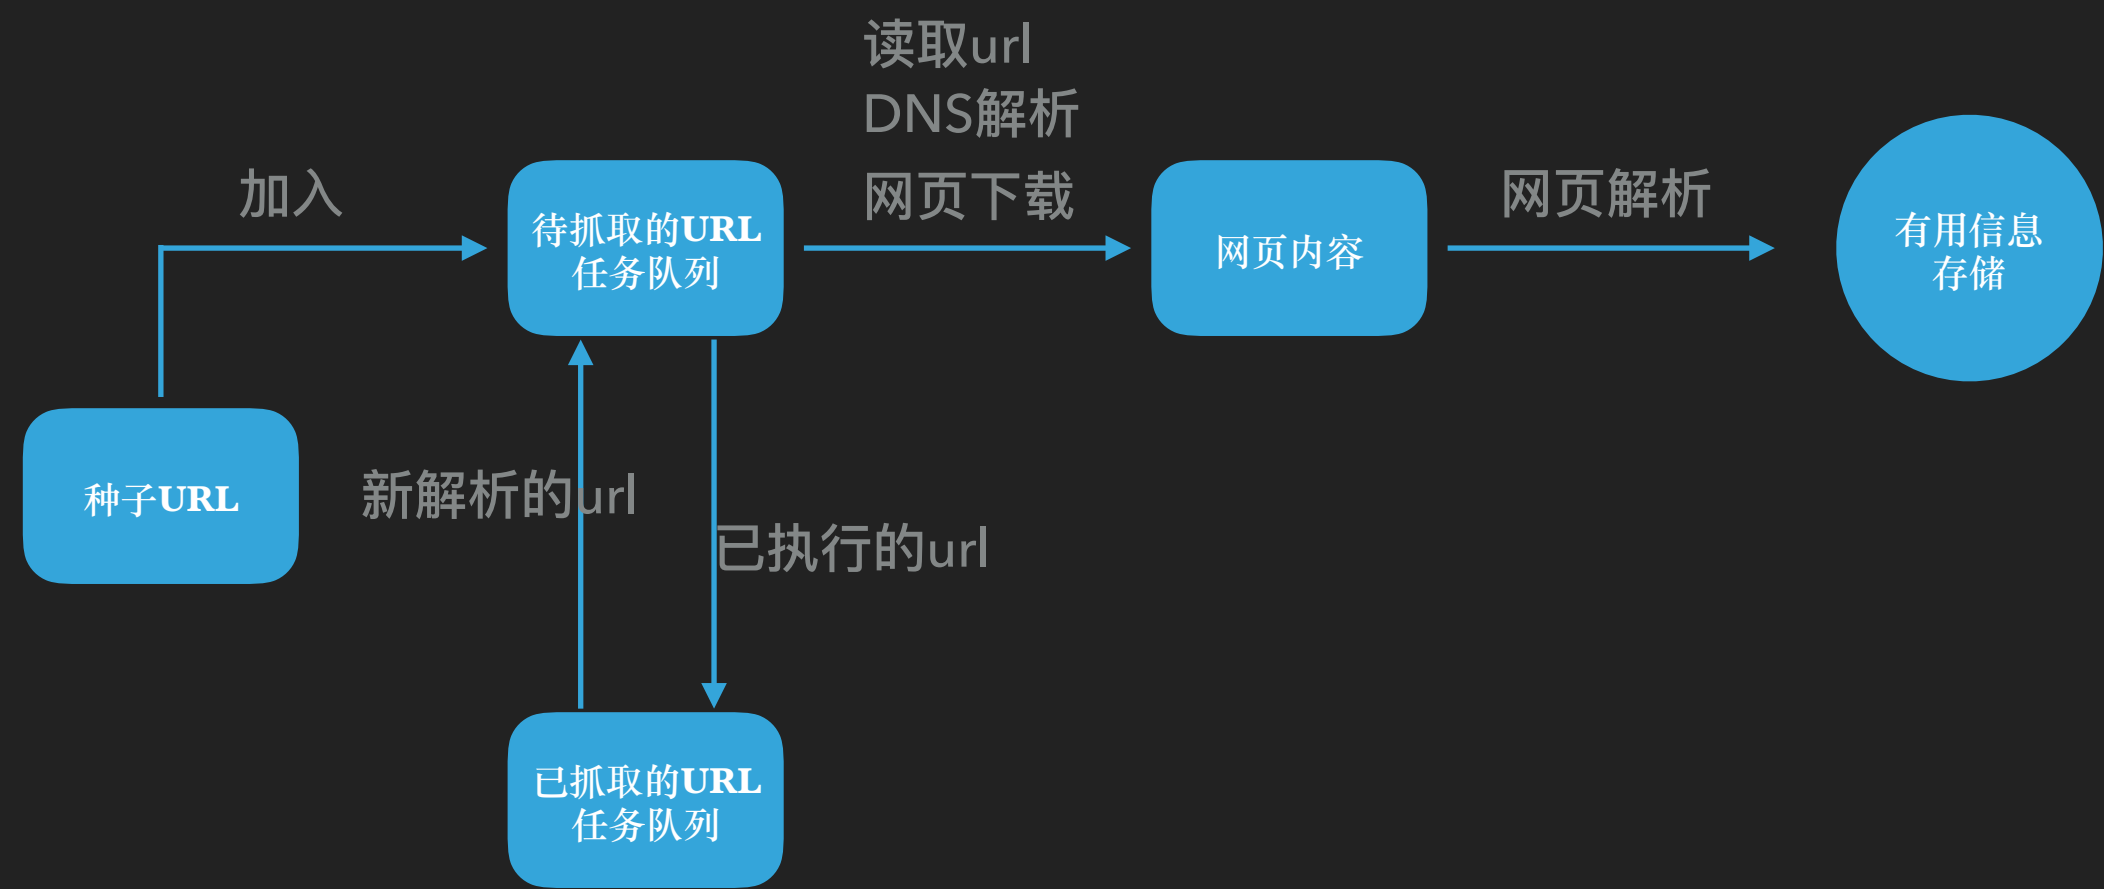 读取url
DNS解析
网页下载
加入
网页解析
待抓取的URL
任务队列
网页内容
有用信息
存储
种子URL
新解析的url
已执行的url
已抓取的URL
任务队列